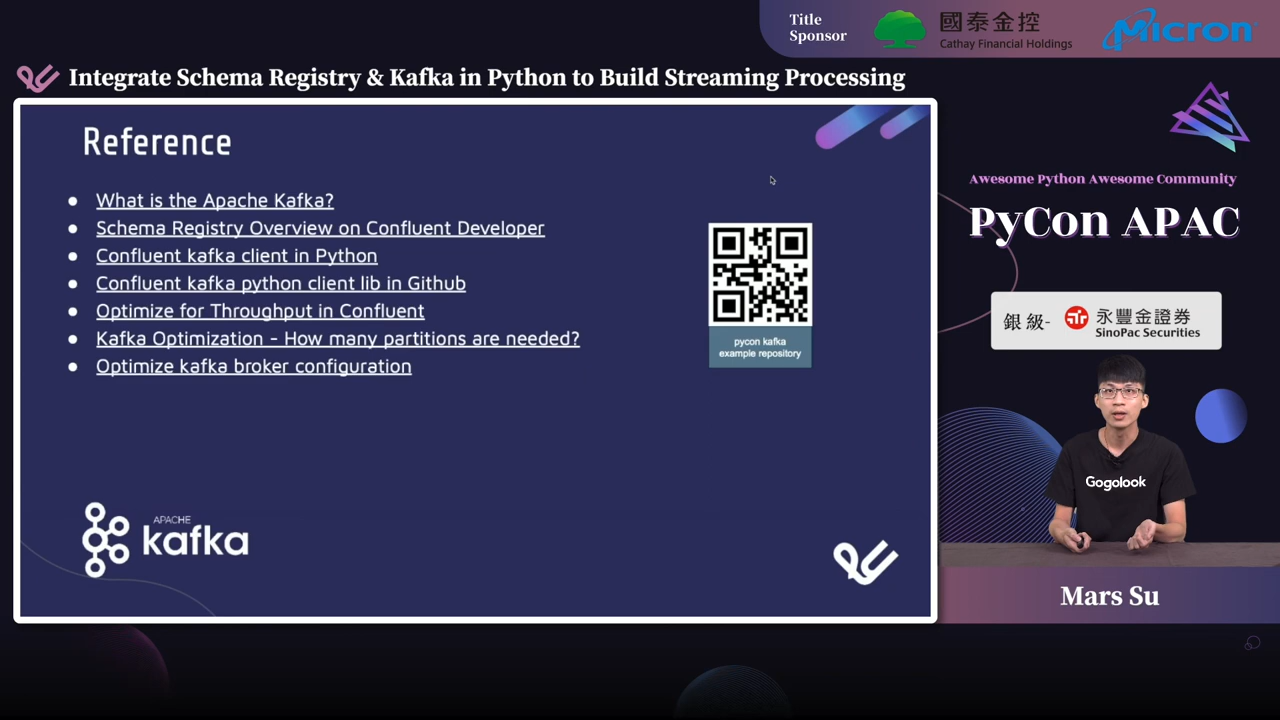 Title
Sponsor
國泰金控
Cathay Financial Holdings
Micron
Integrate Schema Registry & Kafka in Python to Build Streaming Processing
Reference
What is the Apache Kafka?
Schema Registry Overview on Confluent Developer
Confluent kafka client in Python
Confluent kafka python client lib in Github
Optimize for Throughput in Confluent
Kafka Optimization - How many partitions are needed?
Optimize kafka broker configuration
pycon kafka
example repository
APACHE
kafka
Awesome Python Awesome Community
PyCon APAC
銀級-
永豐金證券
SinoPac Securities
Gogolook
Mars Su